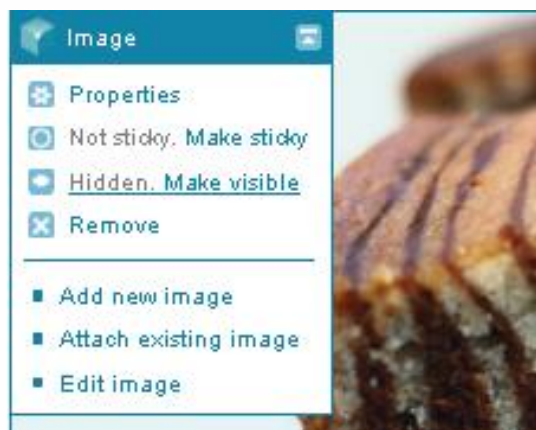 Image
Properties
Not sticky. Make sticky
Hidden. Make visible
Remove
Add new image
Attach existing image
Edit image